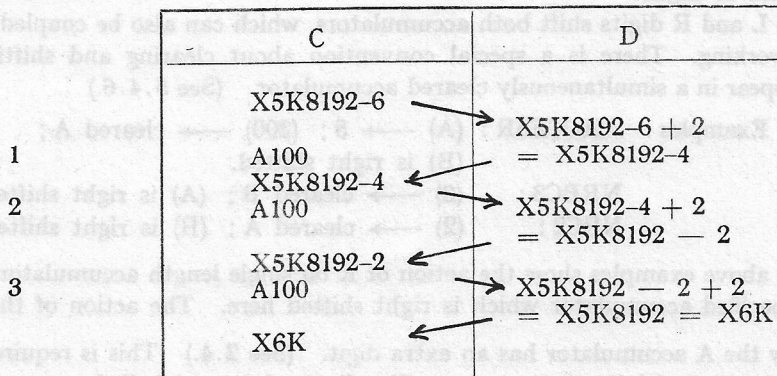 C D
X5K8192–6
X5K8192–6 + 2
1 A100 = X5K8192–4
X5K8192–4
2 A100 X5K8192–4 + 2
= X5K8192 — 2
X5K8192–2
3 A100 X5K8192 — 2 + 2
= X5K8192 = X6K
X6K